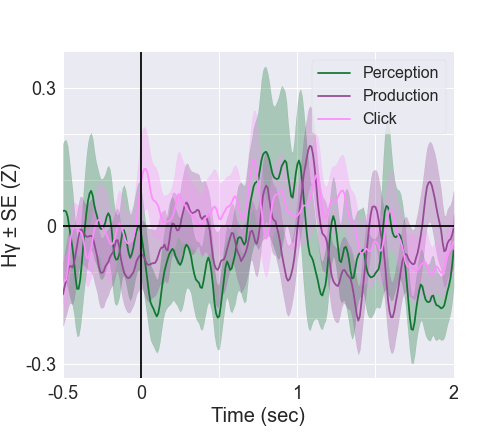 Perception
Production
Click
0.3
0
-0.3
Hγ ± SE (Z)
-0.5
0
1
2
Time (sec)